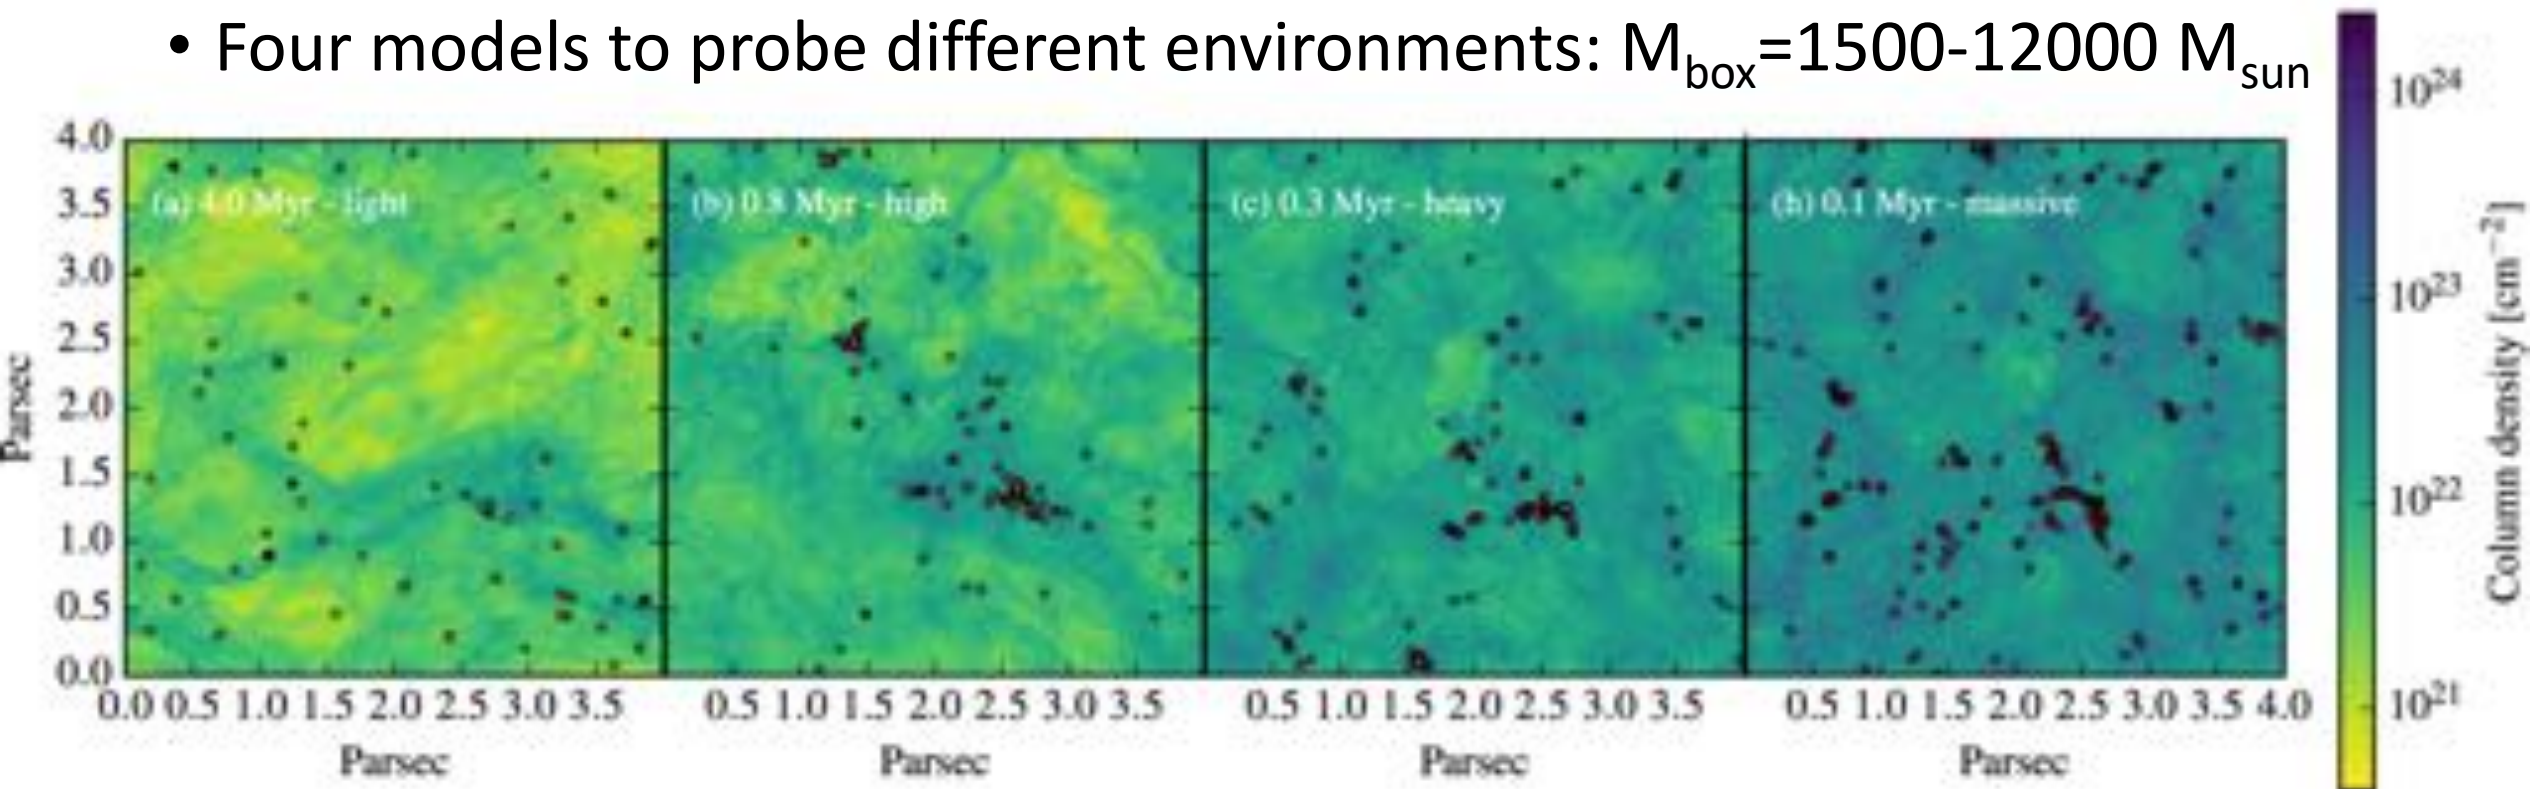 • Four models to probe different environments: M_box=1500-12000 M_sun
10^24
4.0
(a) 4.0 Myr - light
(b) 0.8 Myr - high
(c) 0.3 Myr - heavy
(h) 0.1 Myr - massive
3.5
3.0
10^23
2.5
2.0
1.5
10^22
1.0
0.5
0.0
10^21
Parsec
Column density [cm^-2]
0.0 0.5 1.0 1.5 2.0 2.5 3.0 3.5
0.5 1.0 1.5 2.0 2.5 3.0 3.5
0.5 1.0 1.5 2.0 2.5 3.0 3.5
0.5 1.0 1.5 2.0 2.5 3.0 3.5 4.0
Parsec
Parsec
Parsec
Parsec